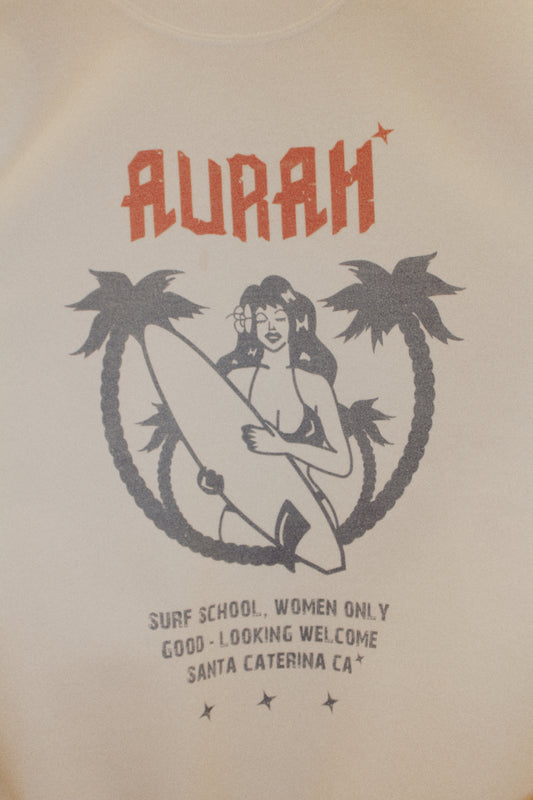 AURAH
SURF SCHOOL, WOMEN ONLY
GOOD - LOOKING WELCOME
SANTA CATERINA CA